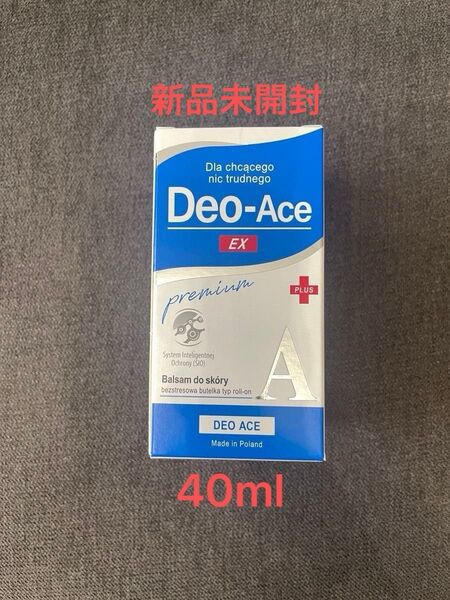 新品未開封
Dla chcącego
nic trudnego
Deo-Ace
EX
premium
PLUS
System Inteligentnej
Ochrony (SIO)
A
Balsam do skóry
bezstresowa butelka typ roll-on
DEO ACE
Made in Poland
40ml